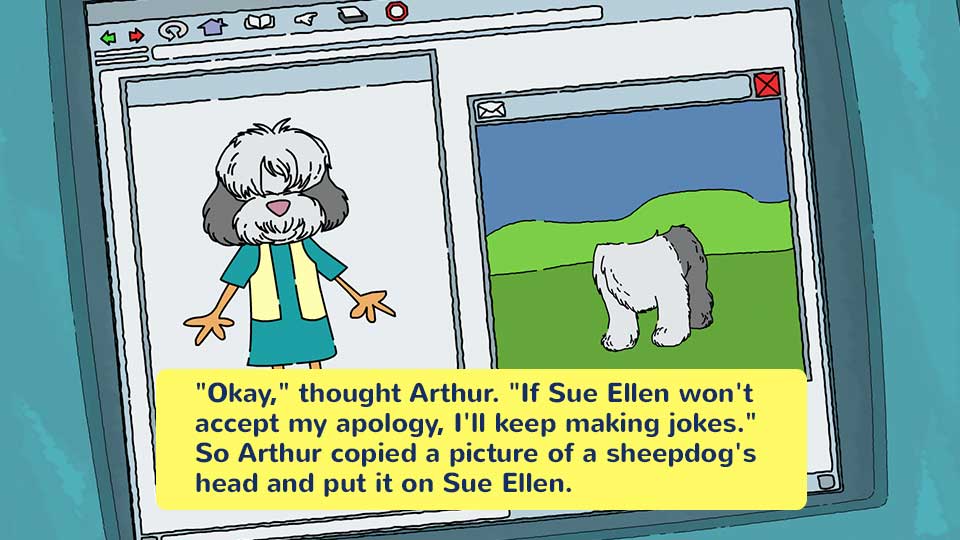 "Okay," thought Arthur. "If Sue Ellen won't
accept my apology, I'll keep making jokes."
So Arthur copied a picture of a sheepdog's
head and put it on Sue Ellen.